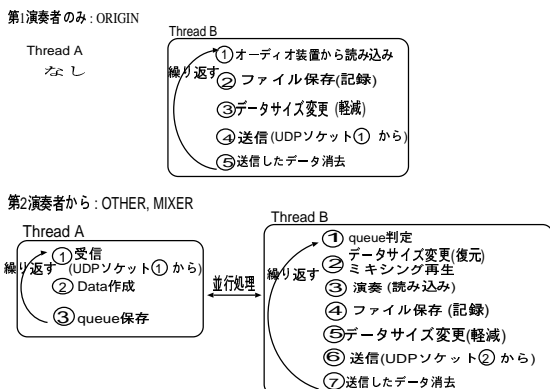 第1演奏者のみ : ORIGIN
Thread A
なし
Thread B
繰り返す
①オーディオ装置から読み込み
②ファイル保存(記録)
③データサイズ変更 (軽減)
④送信(UDPソケット① から)
⑤送信したデータ消去
第2演奏者から : OTHER, MIXER
Thread A
繰り返す
①受信
(UDPソケット① から)
②Data作成
③queue保存
並行処理
Thread B
繰り返す
①queue判定
②データサイズ変更(復元)
ミキシング再生
③演奏 (読み込み)
④ファイル保存 (記録)
⑤データサイズ変更(軽減)
⑥送信(UDPソケット② から)
⑦送信したデータ消去